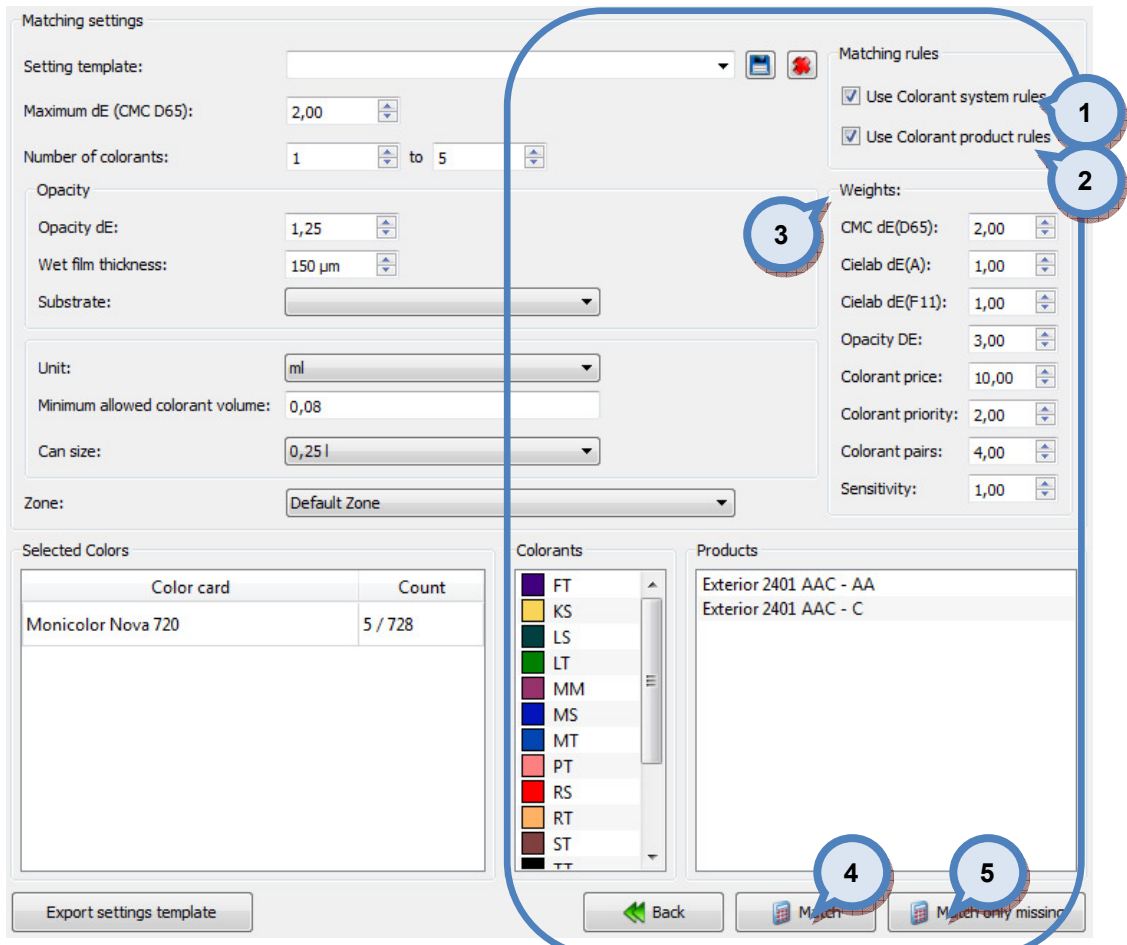 Matching settings
Setting template:
Maximum dE (CMC D65): 2,00
Number of colorants: 1 to 5
Opacity
Opacity dE: 1,25
Wet film thickness: 150 µm
Substrate:
Unit: ml
Minimum allowed colorant volume: 0,08
Can size: 0,25 l
Zone: Default Zone
Matching rules
Use Colorant system rules 1
Use Colorant product rules 2
3
Weights:
CMC dE(D65): 2,00
Cielab dE(A): 1,00
Cielab dE(F11): 1,00
Opacity DE: 3,00
Colorant price: 10,00
Colorant priority: 2,00
Colorant pairs: 4,00
Sensitivity: 1,00
Selected Colors
Color card Count
Monicolor Nova 720 5 / 728
Colorants
FT
KS
LS
LT
MM
MS
MT
PT
RS
RT
ST
TT
Products
Exterior 2401 AAC - AA
Exterior 2401 AAC - C
4 5
Export settings template Back Match Match only missing